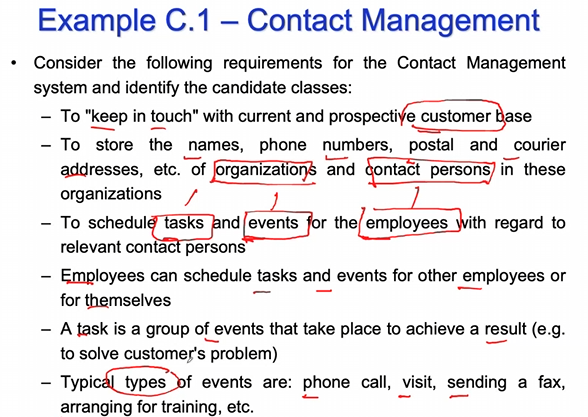 Example C.1 – Contact Management
• Consider the following requirements for the Contact Management
system and identify the candidate classes:
– To "keep in touch" with current and prospective customer base
– To store the names, phone numbers, postal and courier
addresses, etc. of organizations and contact persons in these
organizations
– To schedule tasks and events for the employees with regard to
relevant contact persons
– Employees can schedule tasks and events for other employees or
for themselves
– A task is a group of events that take place to achieve a result (e.g.
to solve customer's problem)
– Typical types of events are: phone call, visit, sending a fax,
arranging for training, etc.